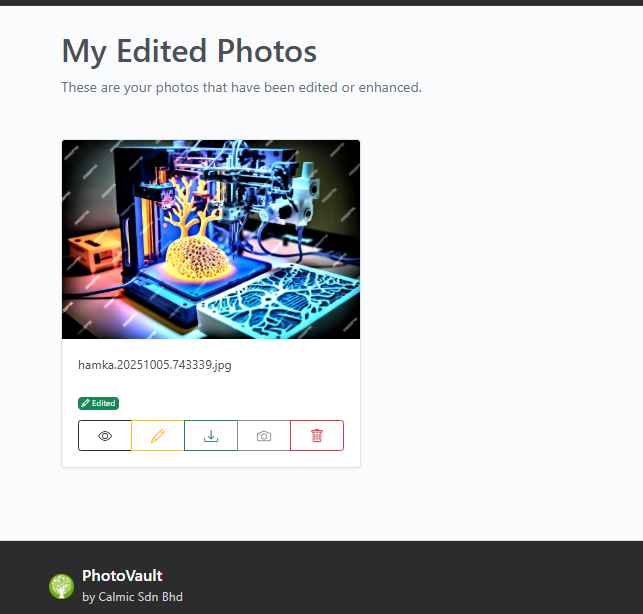 My Edited Photos
These are your photos that have been edited or enhanced.
hamka.20251005.743339.jpg
Edited
PhotoVault
by Calmic Sdn Bhd